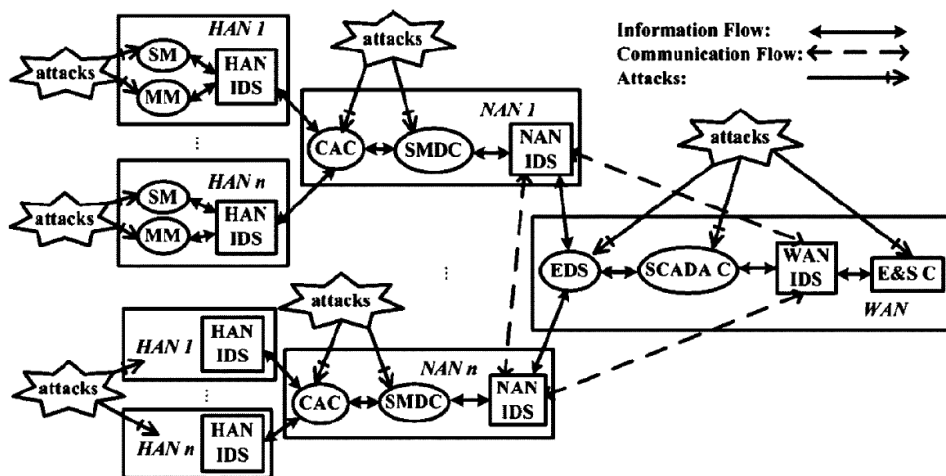 HAN 1
attacks
SM
MM
HAN
IDS
attacks
Information Flow:
Communication Flow:
Attacks:
NAN 1
CAC
SMDC
NAN
IDS
attacks
HAN n
attacks
SM
MM
HAN
IDS
EDS
SCADA C
WAN
IDS
E&S C
WAN
attacks
HAN 1
HAN
IDS
attacks
NAN n
CAC
SMDC
NAN
IDS
HAN n
HAN
IDS